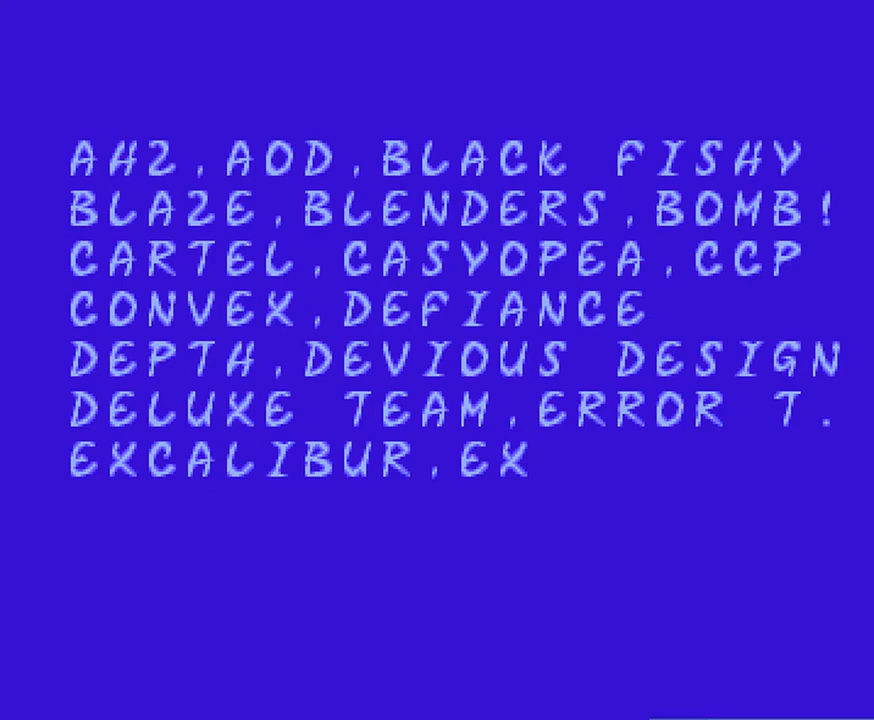 AHZ,AOD,BLACK FISHY
BLAZE,BLENDERS,BOMB!
CARTEL,CASYOPEA,CCP
CONVEX,DEFIANCE
DEPTH,DEVIOUS DESIGN
DELUXE TEAM,ERROR T.
EXCALIBUR,EX